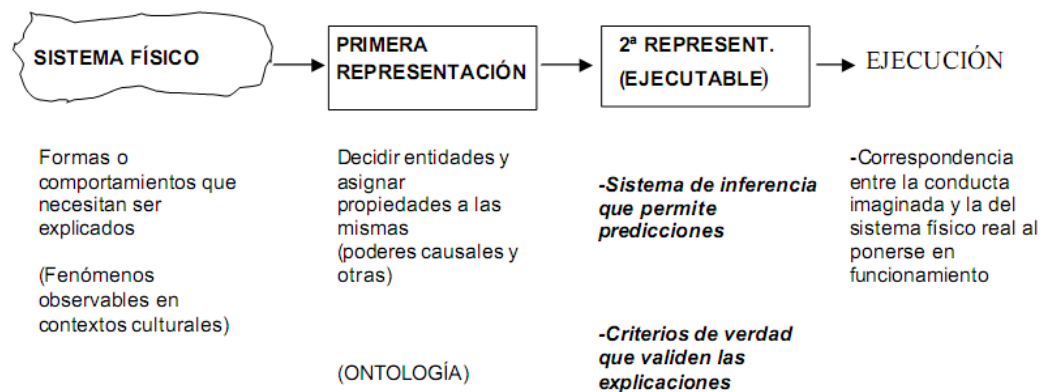 SISTEMA FÍSICO
PRIMERA
REPRESENTACIÓN
2ª REPRESENT.
(EJECUTABLE)
EJECUCIÓN
Formas o
comportamientos que
necesitan ser
explicados
(Fenómenos
observables en
contextos culturales)
Decidir entidades y
asignar
propiedades a las
mismas
(poderes causales y
otras)
(ONTOLOGÍA)
-Sistema de inferencia
que permite
predicciones
-Criterios de verdad
que validen las
explicaciones
-Correspondencia
entre la conducta
imaginada y la del
sistema físico real al
ponerse en
funcionamiento